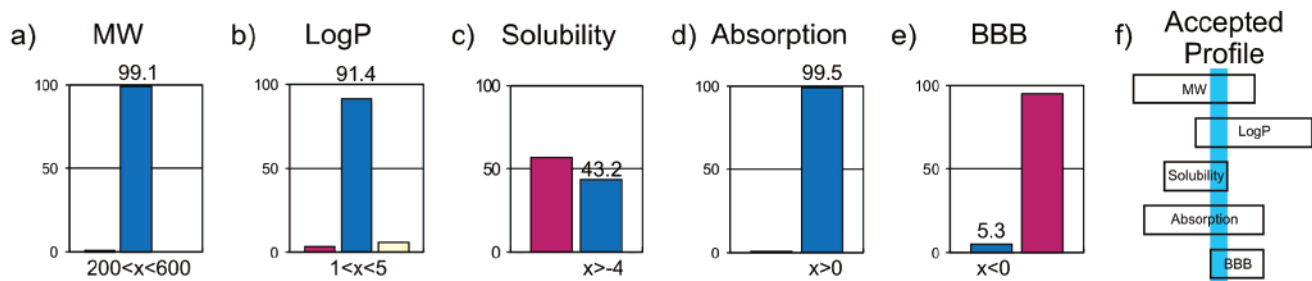 a) MW
100
99.1
50
0
200<x<600
b) LogP
100
91.4
50
0
1<x<5
c) Solubility
100
50
43.2
0
x>-4
d) Absorption
100
99.5
50
0
x>0
e) BBB
100
50
5.3
0
x<0
f) Accepted
Profile
MW
LogP
Solubility
Absorption
BBB